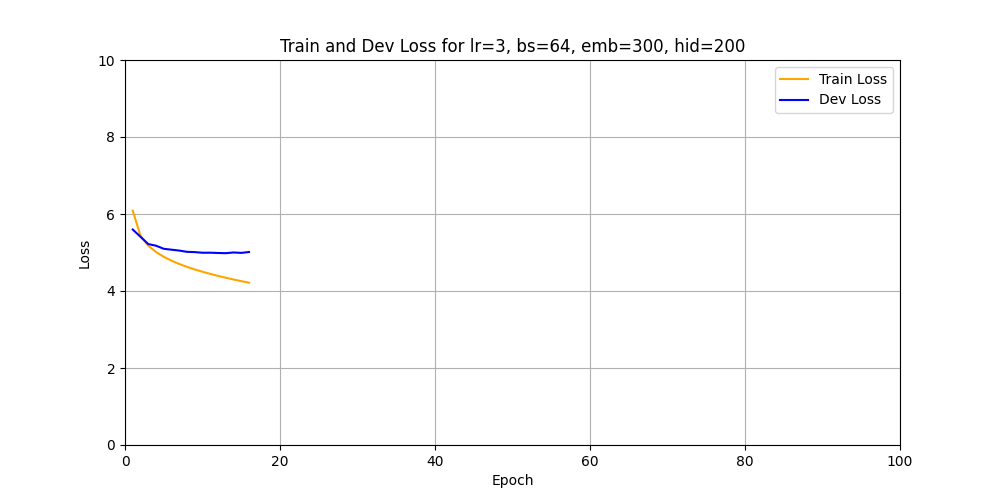 Train and Dev Loss for lr=3, bs=64, emb=300, hid=200
Train Loss
Dev Loss
Loss
10
8
6
4
2
0
0 20 40 60 80 100
Epoch